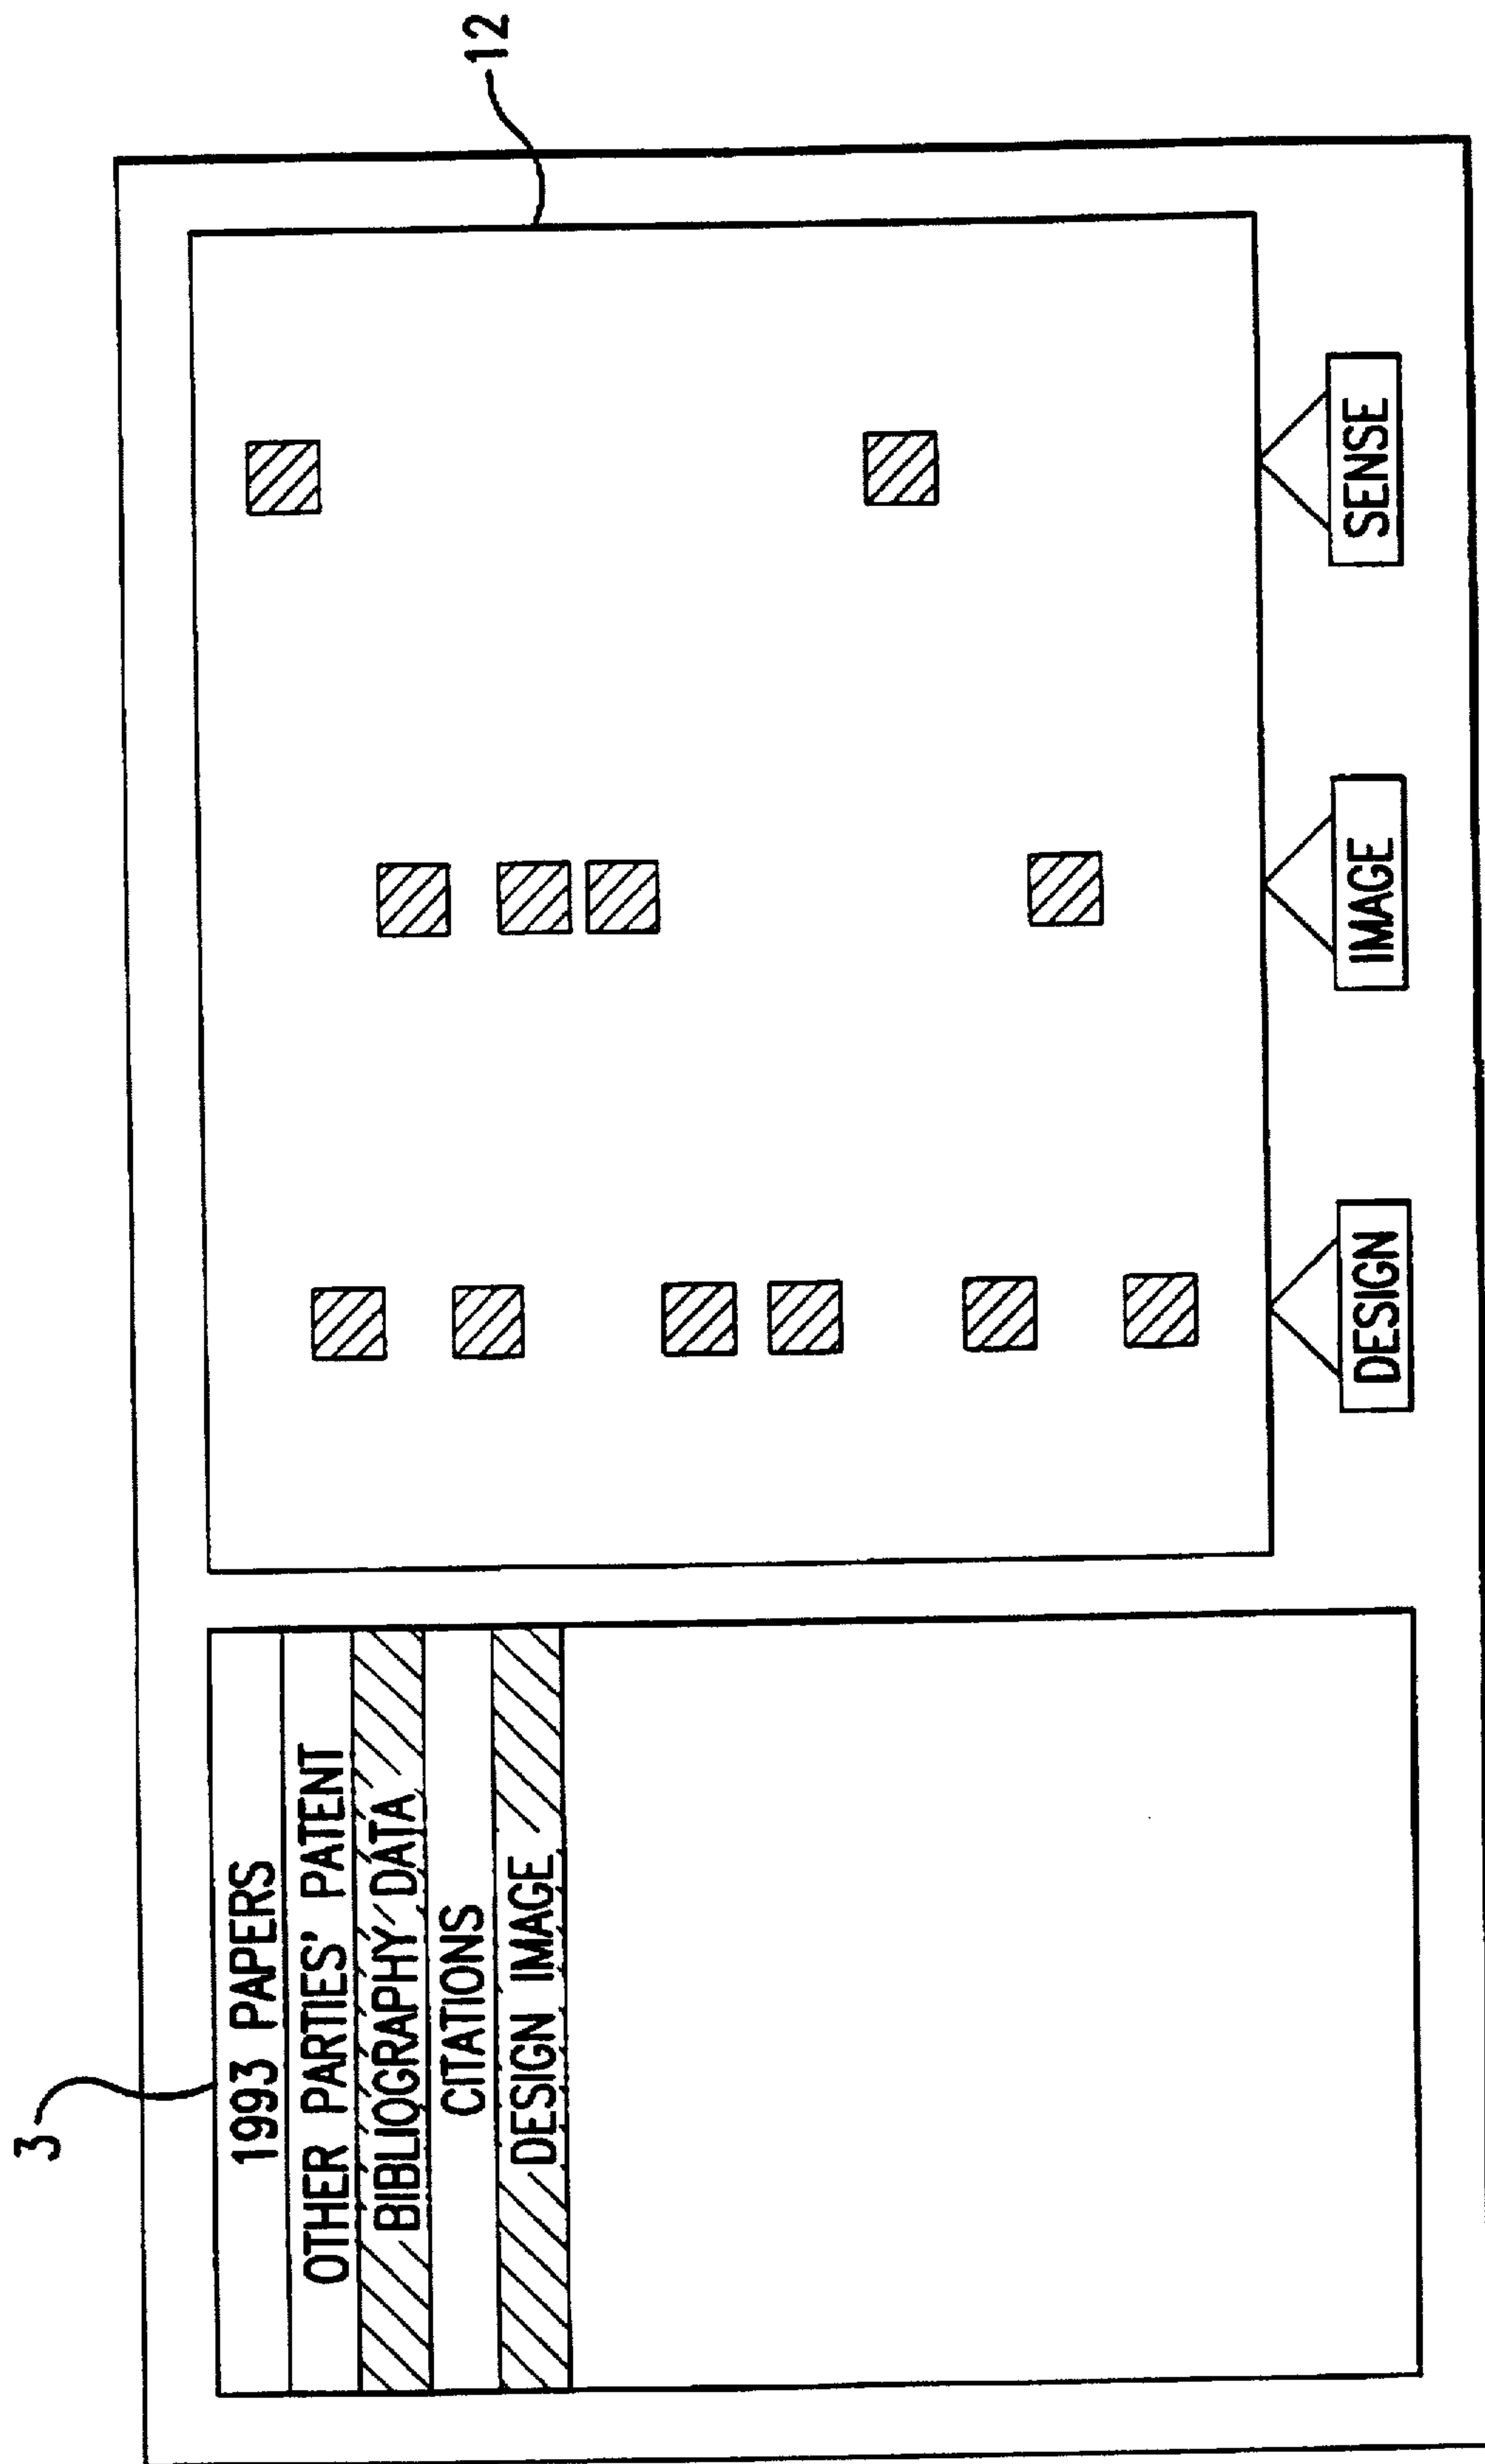 3
1993 PAPERS
OTHER PARTIES' PATENT
BIBLIOGRAPHY DATA
CITATIONS
DESIGN IMAGE
12
DESIGN
IMAGE
SENSE